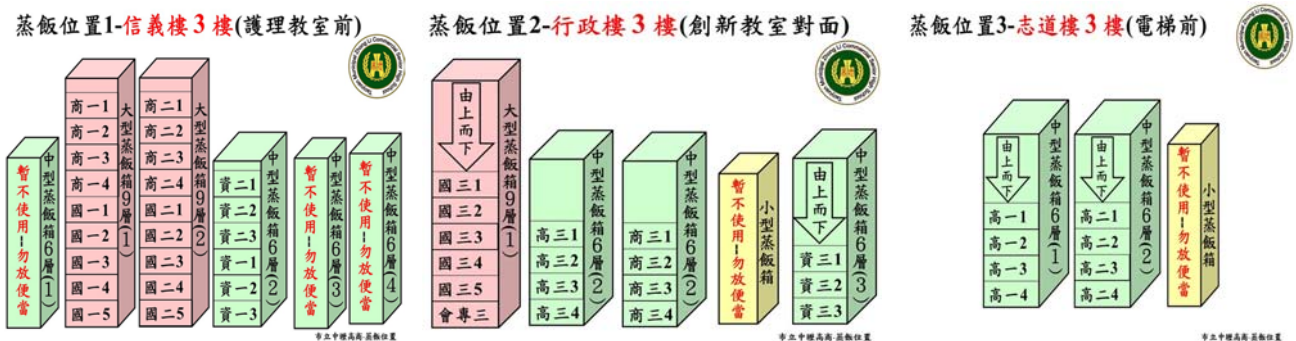 蒸飯位置1-信義樓3樓(護理教室前)
暫不使用--勿放便當
中型蒸飯箱6層(1)
商一1
商一2
商一3
商一4
國一1
國一2
國一3
國一4
國一5
大型蒸飯箱9層(1)
商二1
商二2
商二3
商二4
國二1
國二2
國二3
國二4
國二5
大型蒸飯箱9層(2)
資二1
資二2
資二3
資一1
資一2
資一3
中型蒸飯箱6層(2)
暫不使用--勿放便當
中型蒸飯箱6層(3)
暫不使用--勿放便當
中型蒸飯箱6層(4)
市立中壢高商-蒸飯位置
蒸飯位置2-行政樓3樓(創新教室對面)
由上而下
國三1
國三2
國三3
國三4
國三5
會專三
大型蒸飯箱9層(1)
高三1
高三2
高三3
高三4
中型蒸飯箱6層(2)
商三1
商三2
商三3
商三4
中型蒸飯箱6層(2)
暫不使用--勿放便當
小型蒸飯箱
由上而下
資三1
資三2
資三3
中型蒸飯箱6層(3)
市立中壢高商-蒸飯位置
蒸飯位置3-志道樓3樓(電梯前)
由上而下
高一1
高一2
高一3
高一4
中型蒸飯箱6層(1)
由上而下
高二1
高二2
高二3
高二4
中型蒸飯箱6層(2)
暫不使用--勿放便當
小型蒸飯箱
市立中壢高商-蒸飯位置